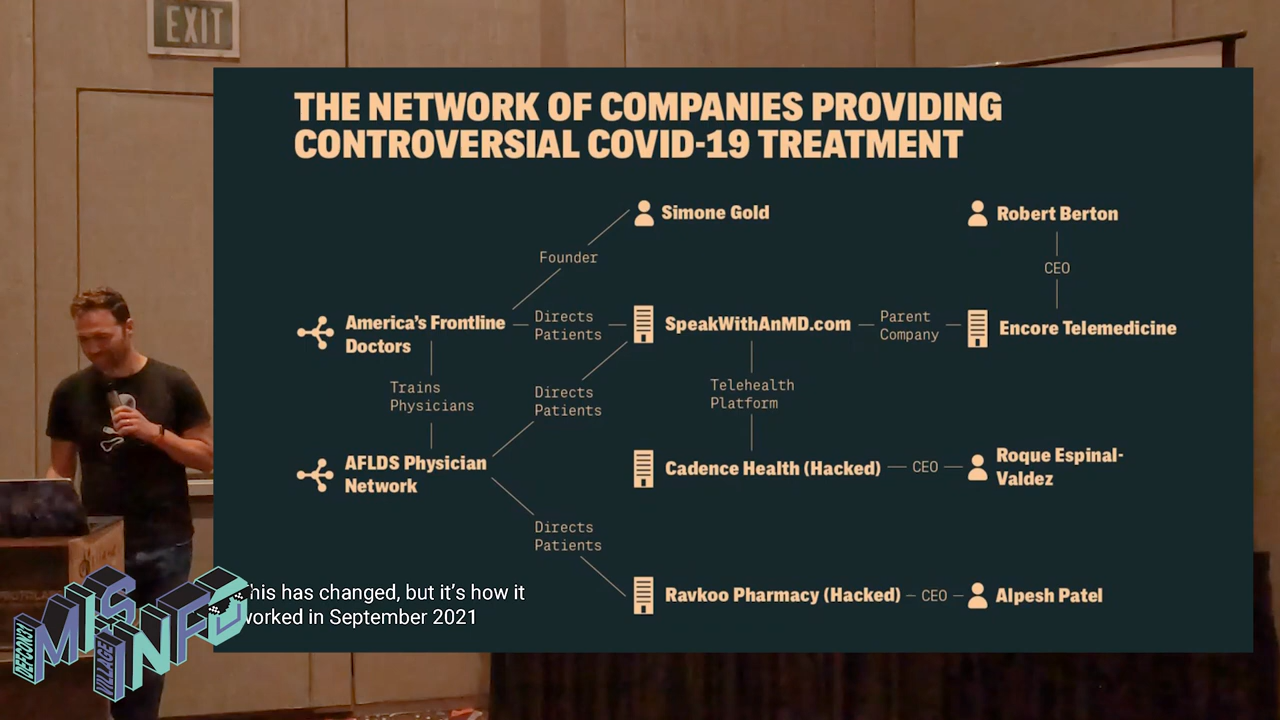 EXIT
THE NETWORK OF COMPANIES PROVIDING
CONTROVERSIAL COVID-19 TREATMENT
Simone Gold
Robert Berton
Founder
CEO
America's Frontline
Doctors
Directs
Patients
SpeakWithAnMD.com
Parent
Company
Encore Telemedicine
Trains
Physicians
Directs
Patients
Telehealth
Platform
AFLDS Physician
Network
Cadence Health (Hacked)
CEO
Roque Espinal-
Valdez
Directs
Patients
Ravkoo Pharmacy (Hacked)
CEO
Alpesh Patel
his has changed, but it's how it
worked in September 2021
DEFCON31
MISINFO
VILLAGE